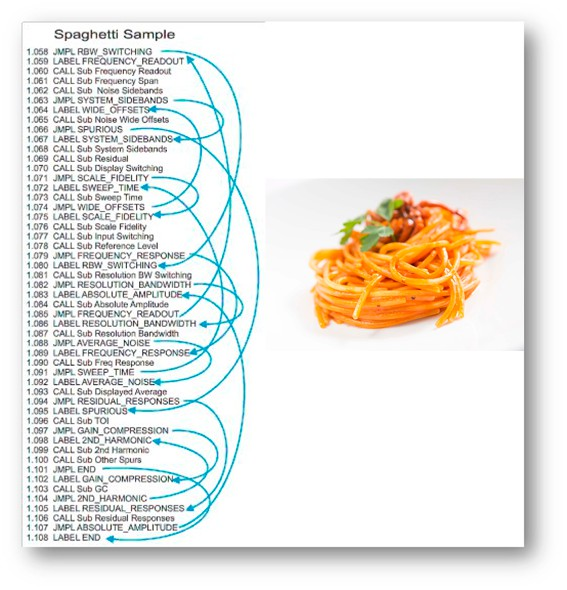 Spaghetti Sample
1.058 JMPL RBW_SWITCHING
1.059 LABEL FREQUENCY_READOUT
1.060 CALL Sub Frequency Readout
1.061 CALL Sub Frequency Span
1.062 CALL Sub Noise Sidebands
1.063 JMPL SYSTEM_SIDEBANDS
1.064 LABEL WIDE_OFFSETS
1.065 CALL Sub Noise Wide Offsets
1.066 JMPL SPURIOUS
1.067 LABEL SYSTEM_SIDEBANDS
1.068 CALL Sub System Sidebands
1.069 CALL Sub Residual
1.070 CALL Sub Display Switching
1.071 JMPL SCALE_FIDELITY
1.072 LABEL SWEEP_TIME
1.073 CALL Sub Sweep Time
1.074 JMPL WIDE_OFFSETS
1.075 LABEL SCALE_FIDELITY
1.076 CALL Sub Scale Fidelity
1.077 CALL Sub Input Switching
1.078 CALL Sub Reference Level
1.079 JMPL FREQUENCY_RESPONSE
1.080 LABEL RBW_SWITCHING
1.081 CALL Sub Resolution BW Switching
1.082 JMPL RESOLUTION_BANDWIDTH
1.083 LABEL ABSOLUTE_AMPLITUDE
1.084 CALL Sub Absolute Amplitude
1.085 JMPL FREQUENCY_READOUT
1.086 LABEL RESOLUTION_BANDWIDTH
1.087 CALL Sub Resolution Bandwidth
1.088 JMPL AVERAGE_NOISE
1.089 LABEL FREQUENCY_RESPONSE
1.090 CALL Sub Freq Response
1.091 JMPL SWEEP_TIME
1.092 LABEL AVERAGE_NOISE
1.093 CALL Sub Displayed Average
1.094 JMPL RESIDUAL_RESPONSES
1.095 LABEL SPURIOUS
1.096 CALL Sub TOI
1.097 JMPL GAIN_COMPRESSION
1.098 LABEL 2ND_HARMONIC
1.099 CALL Sub 2nd Harmonic
1.100 CALL Sub Other Spurs
1.101 JMPL END
1.102 LABEL GAIN_COMPRESSION
1.103 CALL Sub GC
1.104 JMPL 2ND_HARMONIC
1.105 LABEL RESIDUAL_RESPONSES
1.106 CALL Sub Residual Responses
1.107 JMPL ABSOLUTE_AMPLITUDE
1.108 LABEL END